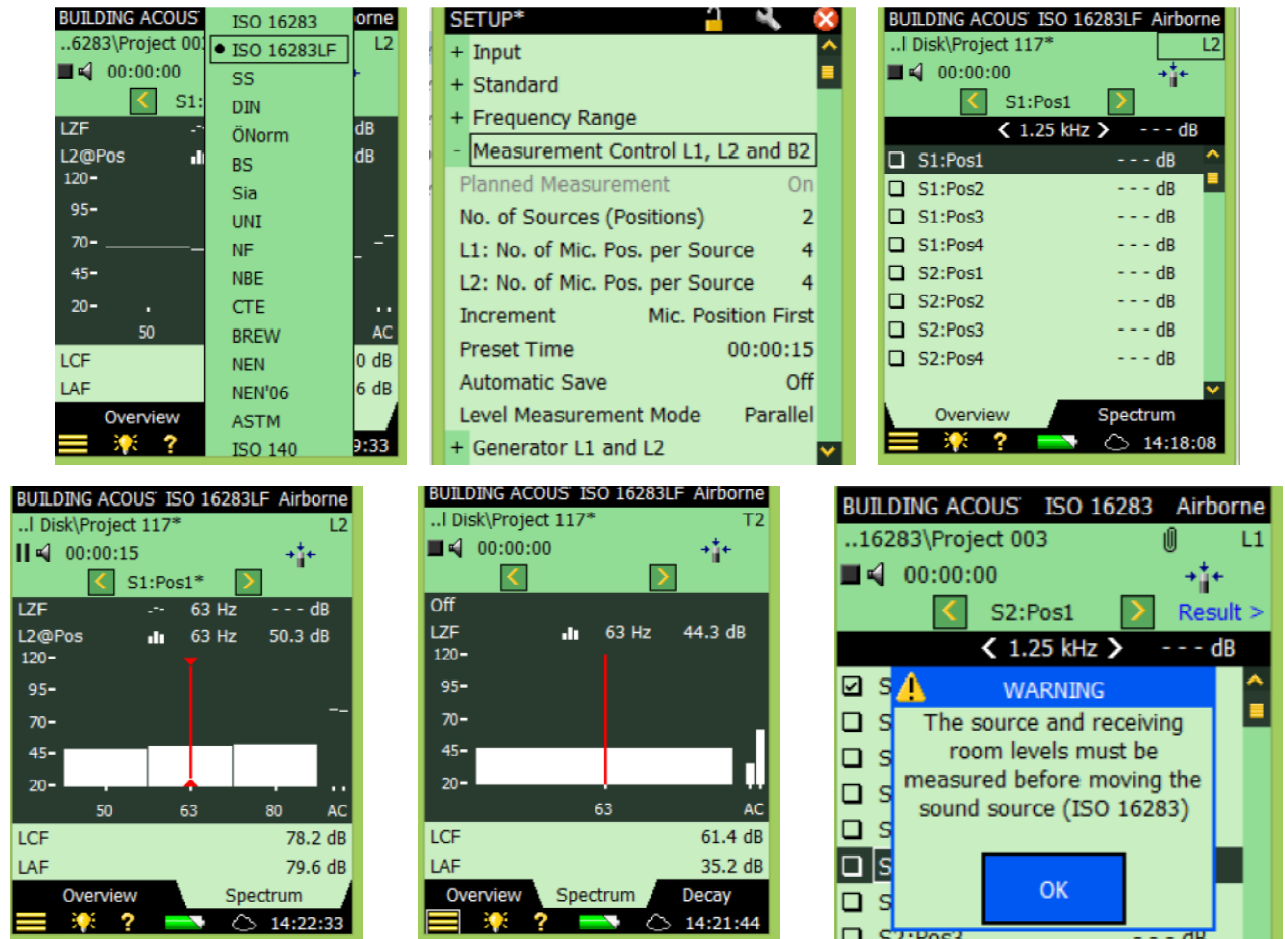 BUILDING ACOUS
orne
..6283\Project 00
L2
00:00:00
S1:
LZF
dB
L2@Pos
dB
120
95
70
45
20
50
AC
LCF
0 dB
LAF
6 dB
Overview
?
9:33
ISO 16283
ISO 16283LF
SS
DIN
ÖNorm
BS
Sia
UNI
NF
NBE
CTE
BREW
NEN
NEN'06
ASTM
ISO 140
SETUP*
+ Input
+ Standard
+ Frequency Range
- Measurement Control L1, L2 and B2
Planned Measurement On
No. of Sources (Positions) 2
L1: No. of Mic. Pos. per Source 4
L2: No. of Mic. Pos. per Source 4
Increment Mic. Position First
Preset Time 00:00:15
Automatic Save Off
Level Measurement Mode Parallel
+ Generator L1 and L2
BUILDING ACOUS ISO 16283LF Airborne
..l Disk\Project 117* L2
00:00:00
< S1:Pos1 >
< 1.25 kHz > - - - dB
S1:Pos1 - - - dB
S1:Pos2 - - - dB
S1:Pos3 - - - dB
S1:Pos4 - - - dB
S2:Pos1 - - - dB
S2:Pos2 - - - dB
S2:Pos3 - - - dB
S2:Pos4 - - - dB
Overview Spectrum
? 14:18:08
BUILDING ACOUS ISO 16283LF Airborne
..l Disk\Project 117* L2
00:00:15
< S1:Pos1* >
LZF .-- 63 Hz - - - dB
L2@Pos 63 Hz 50.3 dB
120
95
70
45
20
50 63 80 AC
LCF 78.2 dB
LAF 79.6 dB
Overview Spectrum
? 14:22:33
BUILDING ACOUS ISO 16283LF Airborne
..l Disk\Project 117* T2
00:00:00
< >
Off
LZF 63 Hz 44.3 dB
120
95
70
45
20
63 AC
LCF 61.4 dB
LAF 35.2 dB
Overview Spectrum Decay
? 14:21:44
BUILDING ACOUS ISO 16283 Airborne
..16283\Project 003 L1
00:00:00
< S2:Pos1 > Result >
< 1.25 kHz > - - - dB
S
S
S
S
S
S
S
S2:Pos3 - - - dB
WARNING
The source and receiving
room levels must be
measured before moving the
sound source (ISO 16283)
OK